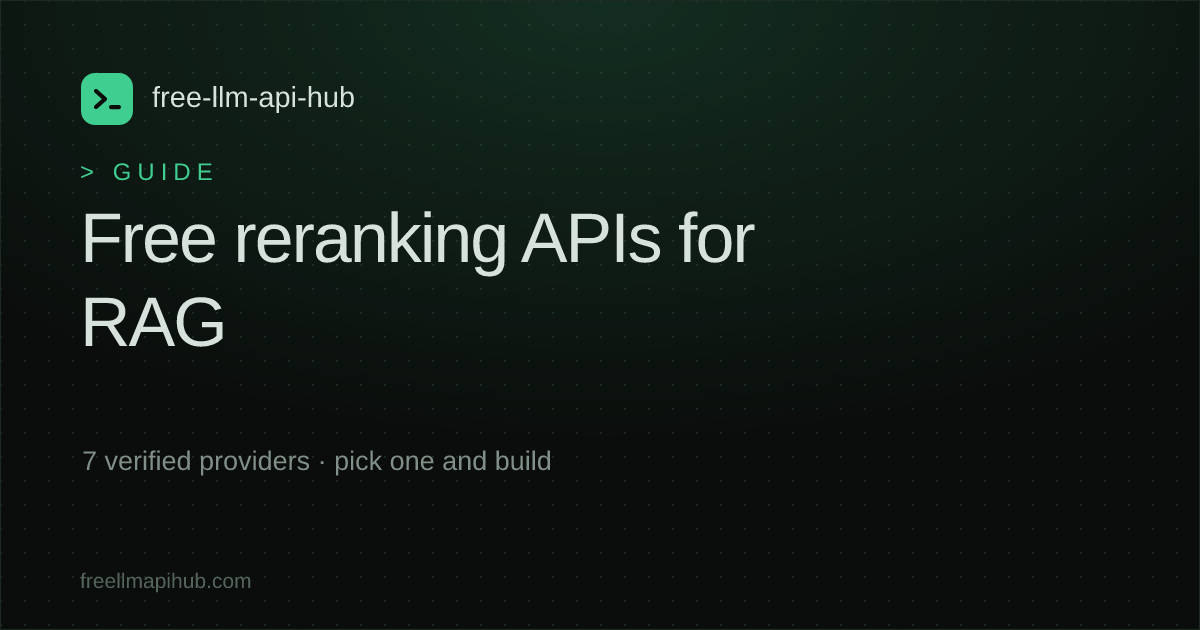 free-llm-api-hub
> GUIDE
Free reranking APIs for
RAG
7 verified providers · pick one and build
freellmapihub.com